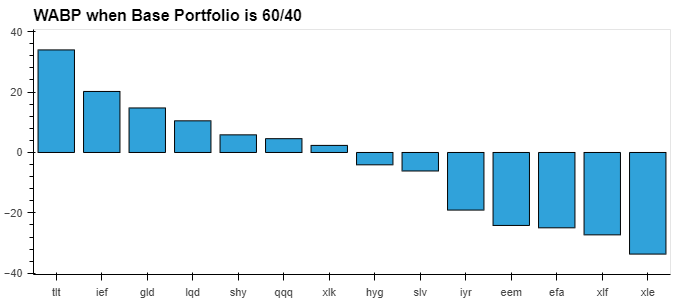 WABP when Base Portfolio is 60/40
40
20
0
−20
−40
tlt ief gld lqd shy qqq xlk hyg slv iyr eem efa xlf xle